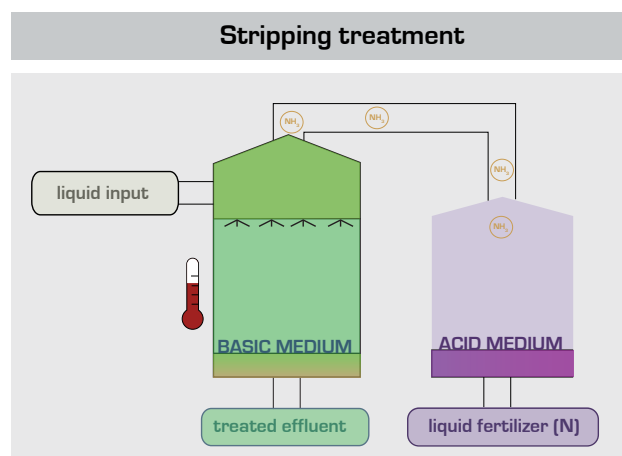 Stripping treatment
NH₃
NH₃
NH₃
NH₃
liquid input
BASIC MEDIUM
ACID MEDIUM
treated effluent
liquid fertilizer (N)